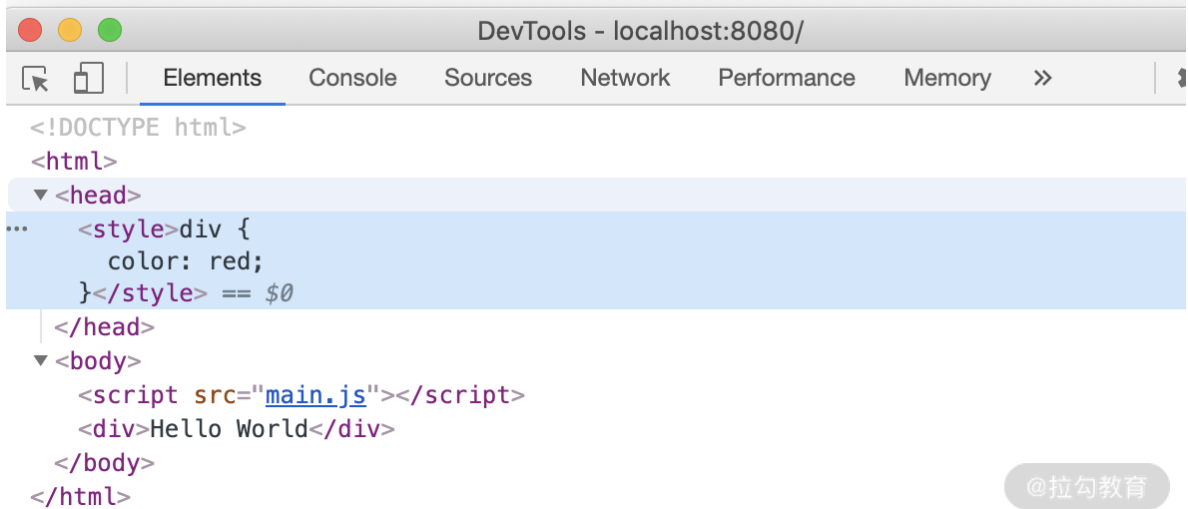 DevTools - localhost:8080/
Elements Console Sources Network Performance Memory »
<!DOCTYPE html>
<html>
▼<head>
… <style>div {
color: red;
}</style> == $0
</head>
▼<body>
<script src="main.js"></script>
<div>Hello World</div>
</body>
</html>
@拉勾教育